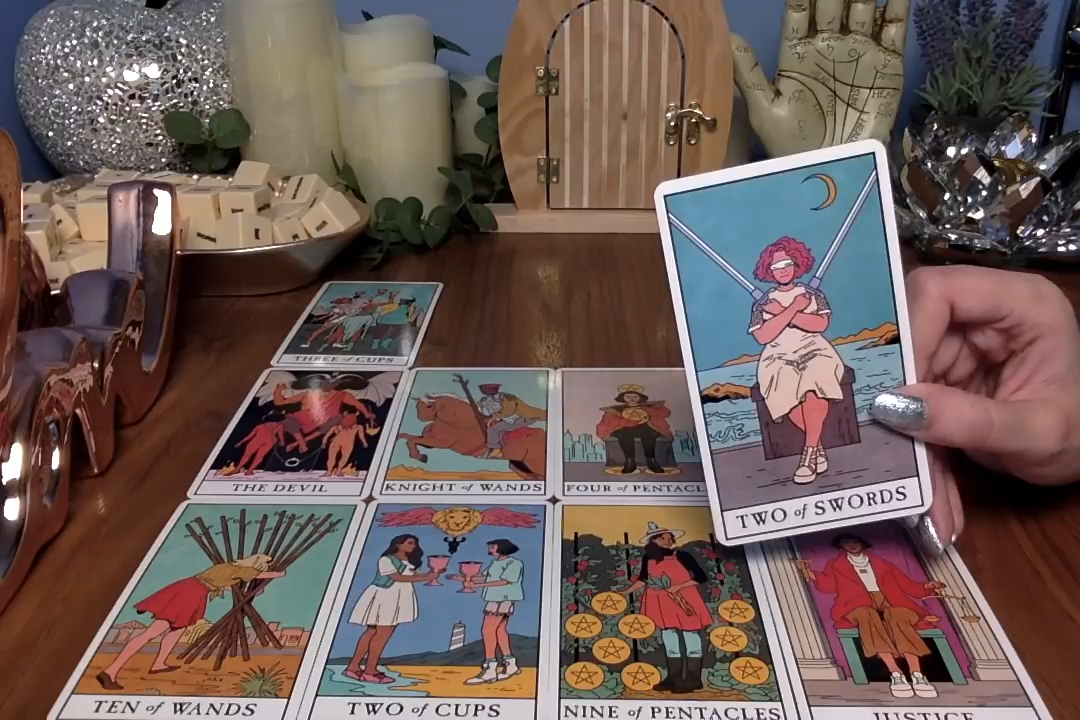 THREE of CUPS
THE DEVIL
KNIGHT of WANDS
FOUR of PENTACL
TWO of SWORDS
TEN of WANDS
TWO of CUPS
NINE of PENTACLES
JUSTICE